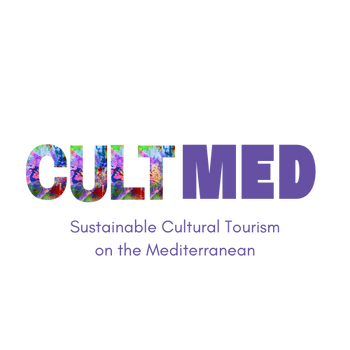 CULTMED
Sustainable Cultural Tourism
on the Mediterranean